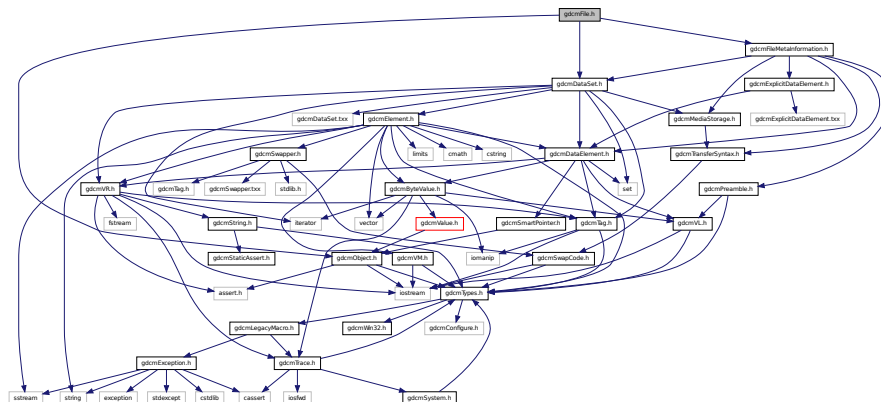 gdcmFile.h
gdcmFileMetaInformation.h
gdcmDataSet.h
gdcmExplicitDataElement.h
gdcmDataSet.txx
gdcmElement.h
gdcmMediaStorage.h
gdcmExplicitDataElement.txx
gdcmSwapper.h
limits
cmath
cstring
gdcmDataElement.h
gdcmTransferSyntax.h
gdcmVR.h
gdcmTag.h
gdcmSwapper.txx
stdlib.h
gdcmByteValue.h
set
gdcmPreamble.h
fstream
gdcmString.h
iterator
vector
gdcmValue.h
gdcmSmartPointer.h
gdcmTag.h
gdcmVL.h
gdcmStaticAssert.h
gdcmObject.h
gdcmVM.h
iomanip
gdcmSwapCode.h
assert.h
iostream
gdcmTypes.h
gdcmLegacyMacro.h
gdcmWin32.h
gdcmConfigure.h
gdcmException.h
gdcmTrace.h
sstream
string
exception
stdexcept
cstdlib
cassert
iosfwd
gdcmSystem.h